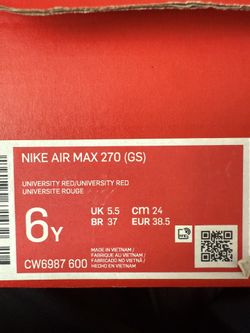 NIKE AIR MAX 270 (GS)
UNIVERSITY RED/UNIVERSITY RED
UNIVERSITE ROUGE
6Y
UK 5.5 cm 24
BR 37 EUR 38.5
MADE IN VIETNAM/
FABRIQUE AU VIETNAM/
FABRICADO NO VIETNÃ/
HECHO EN VIETNAM
CW6987 600